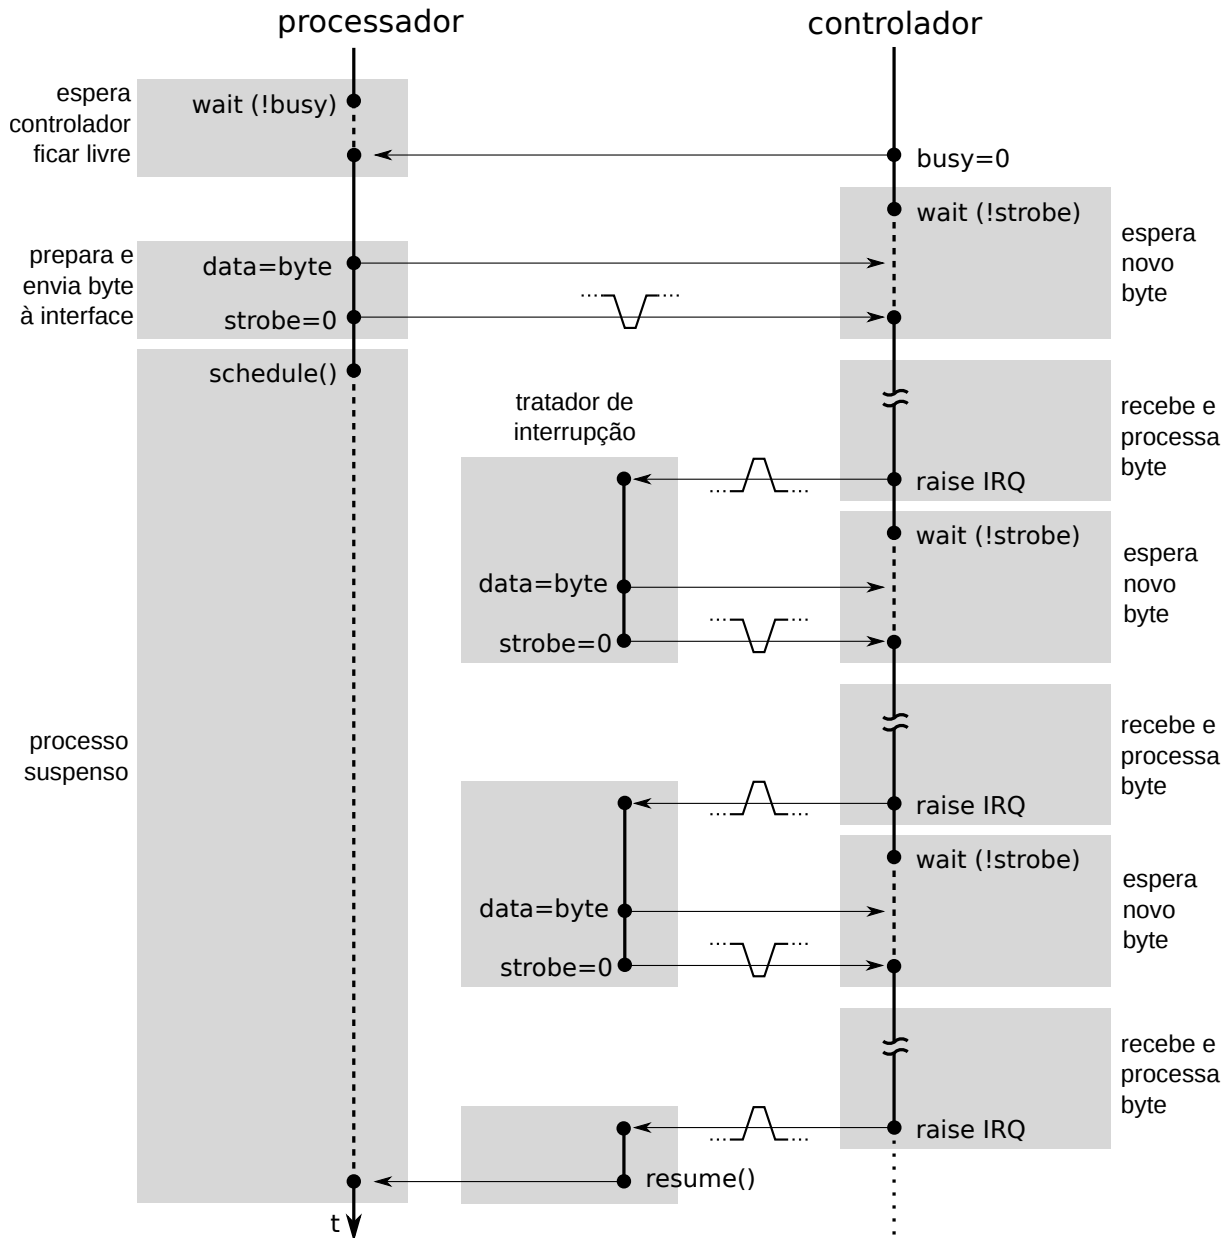 processador
controlador
espera
controlador
ficar livre
wait (!busy)
busy=0
wait (!strobe)
espera
novo
byte
prepara e
envia byte
à interface
data=byte
strobe=0
schedule()
tratador de
interrupção
recebe e
processa
byte
raise IRQ
wait (!strobe)
espera
novo
byte
data=byte
strobe=0
processo
suspenso
recebe e
processa
byte
raise IRQ
wait (!strobe)
espera
novo
byte
data=byte
strobe=0
recebe e
processa
byte
raise IRQ
resume()
t